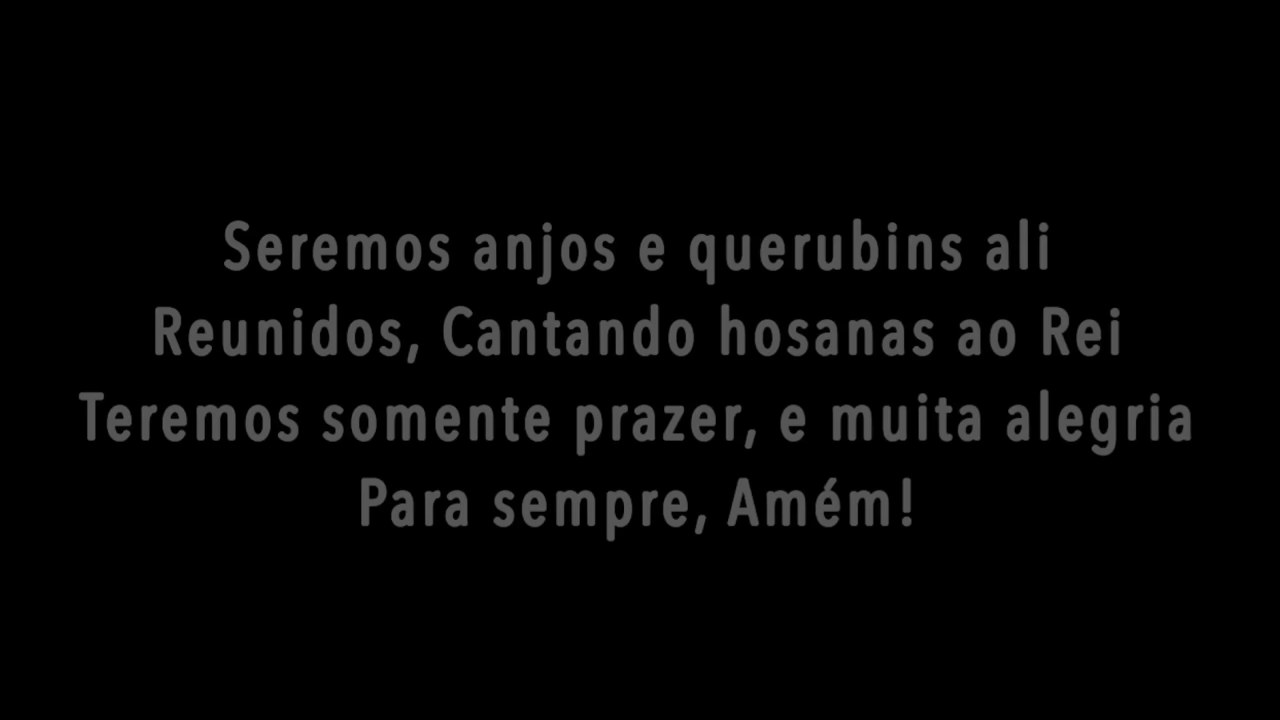 Seremos anjos e querubins ali
Reunidos, Cantando hosanas ao Rei
Teremos somente prazer, e muita alegria
Para sempre, Amém!